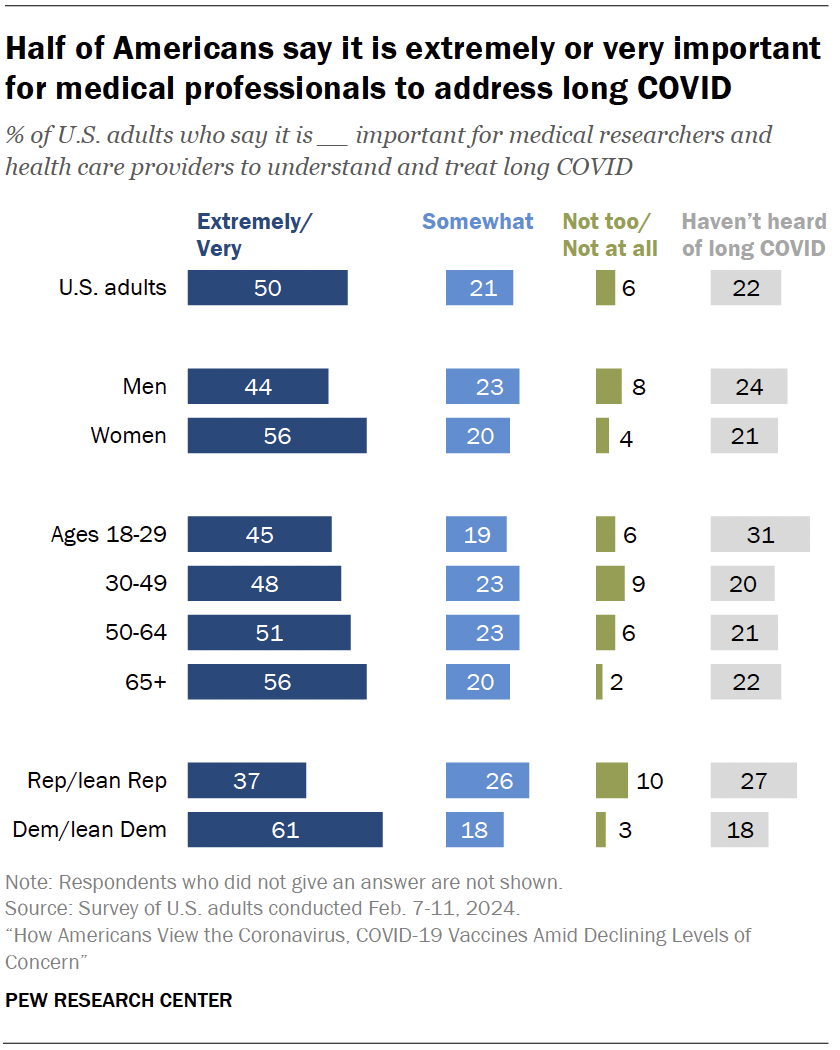 Half of Americans say it is extremely or very important
for medical professionals to address long COVID
% of U.S. adults who say it is __ important for medical researchers and
health care providers to understand and treat long COVID
Extremely/ Somewhat Not too/ Haven’t heard
Very Not at all of long COVID
U.S. adults 50 21 6 22
Men 44 23 8 24
Women 56 20 4 21
Ages 18-29 45 19 6 31
30-49 48 23 9 20
50-64 51 23 6 21
65+ 56 20 2 22
Rep/lean Rep 37 26 10 27
Dem/lean Dem 61 18 3 18
Note: Respondents who did not give an answer are not shown.
Source: Survey of U.S. adults conducted Feb. 7-11, 2024.
“How Americans View the Coronavirus, COVID-19 Vaccines Amid Declining Levels of
Concern”
PEW RESEARCH CENTER